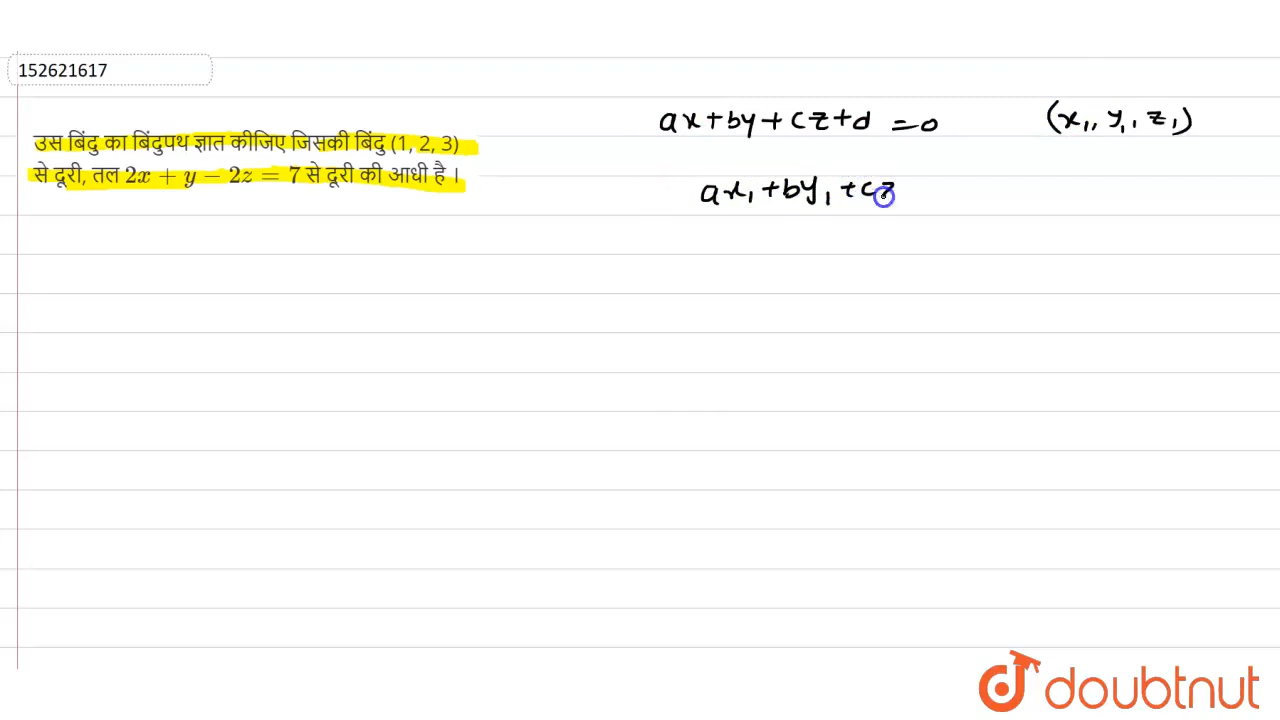 152621617
उस बिंदु का बिंदुपथ ज्ञात कीजिए जिसकी बिंदु (1, 2, 3)
से दूरी, तल 2x + y − 2z = 7 से दूरी की आधी है ।
ax+by+cz+d =0 (x₁, y₁, z₁)
ax₁+by₁+cz
doubtnut